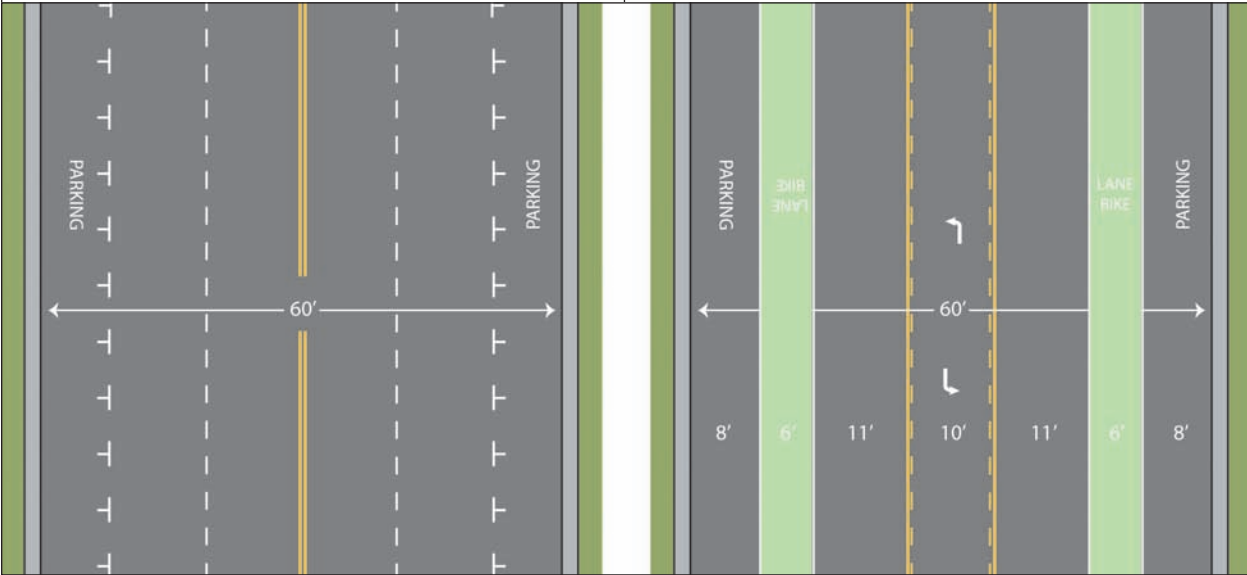 PARKING
PARKING
60’
PARKING
BIKE
LANE
LANE
BIKE
PARKING
60’
8’
6’
11’
10’
11’
6’
8’